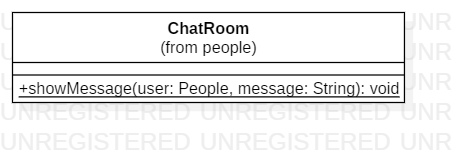 ChatRoom
(from people)
+showMessage(user: People, message: String): void
UNREGISTERED UNREGISTERED UNR
UNREGISTERED UNREGISTERED UNR